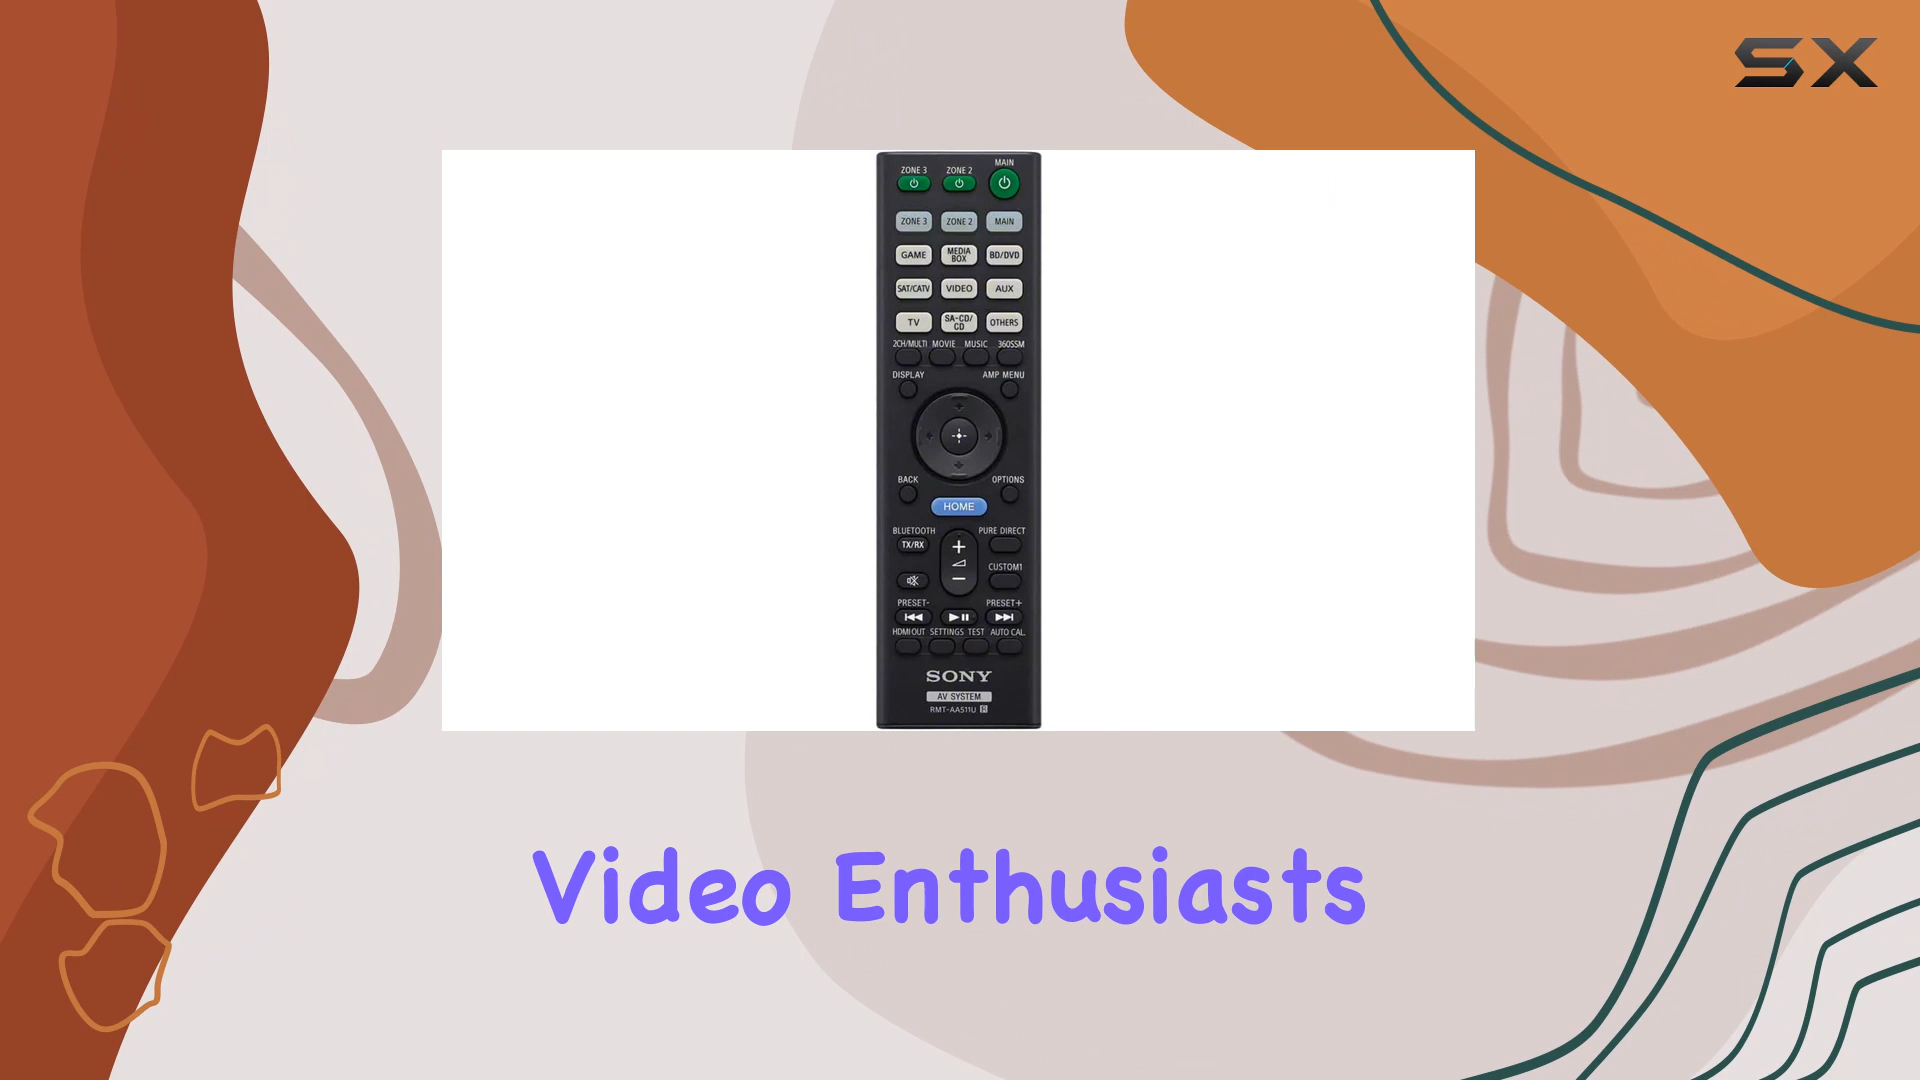 SX
MAIN
ZONE 3 ZONE 2
ZONE 3 ZONE 2 MAIN
GAME MEDIA BOX BD/DVD
SAT/CATV VIDEO AUX
TV SA-CD/CD OTHERS
2CH/MULTI MOVIE MUSIC 360SSM
DISPLAY AMP MENU
BACK OPTIONS
HOME
BLUETOOTH PURE DIRECT
TX/RX +
CUSTOM1
−
PRESET- PRESET+
HDMI OUT SETTINGS TEST AUTO CAL.
SONY
AV SYSTEM
RMT-AA511U R
Video Enthusiasts